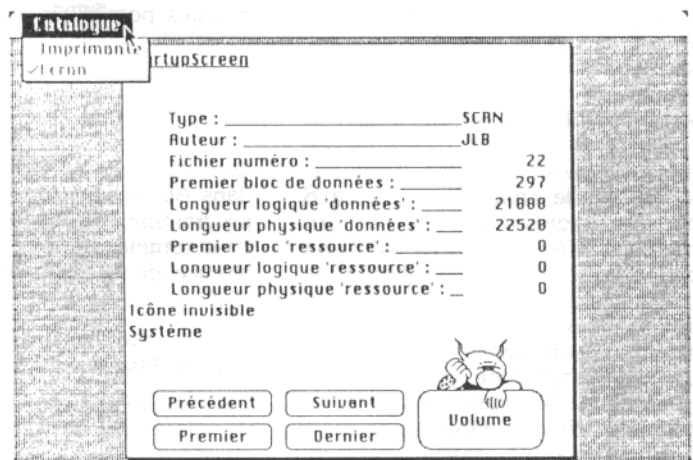 Catalogue
Imprimante
✓Ecran
rtupScreen
Type : SCRN
Auteur : JLB
Fichier numéro : 22
Premier bloc de données : 297
Longueur logique 'données' : 21888
Longueur physique 'données' : 22528
Premier bloc 'ressource' : 0
Longueur logique 'ressource' : 0
Longueur physique 'ressource' : 0
Icône invisible
Système
Précédent Suivant
Volume
Premier Dernier